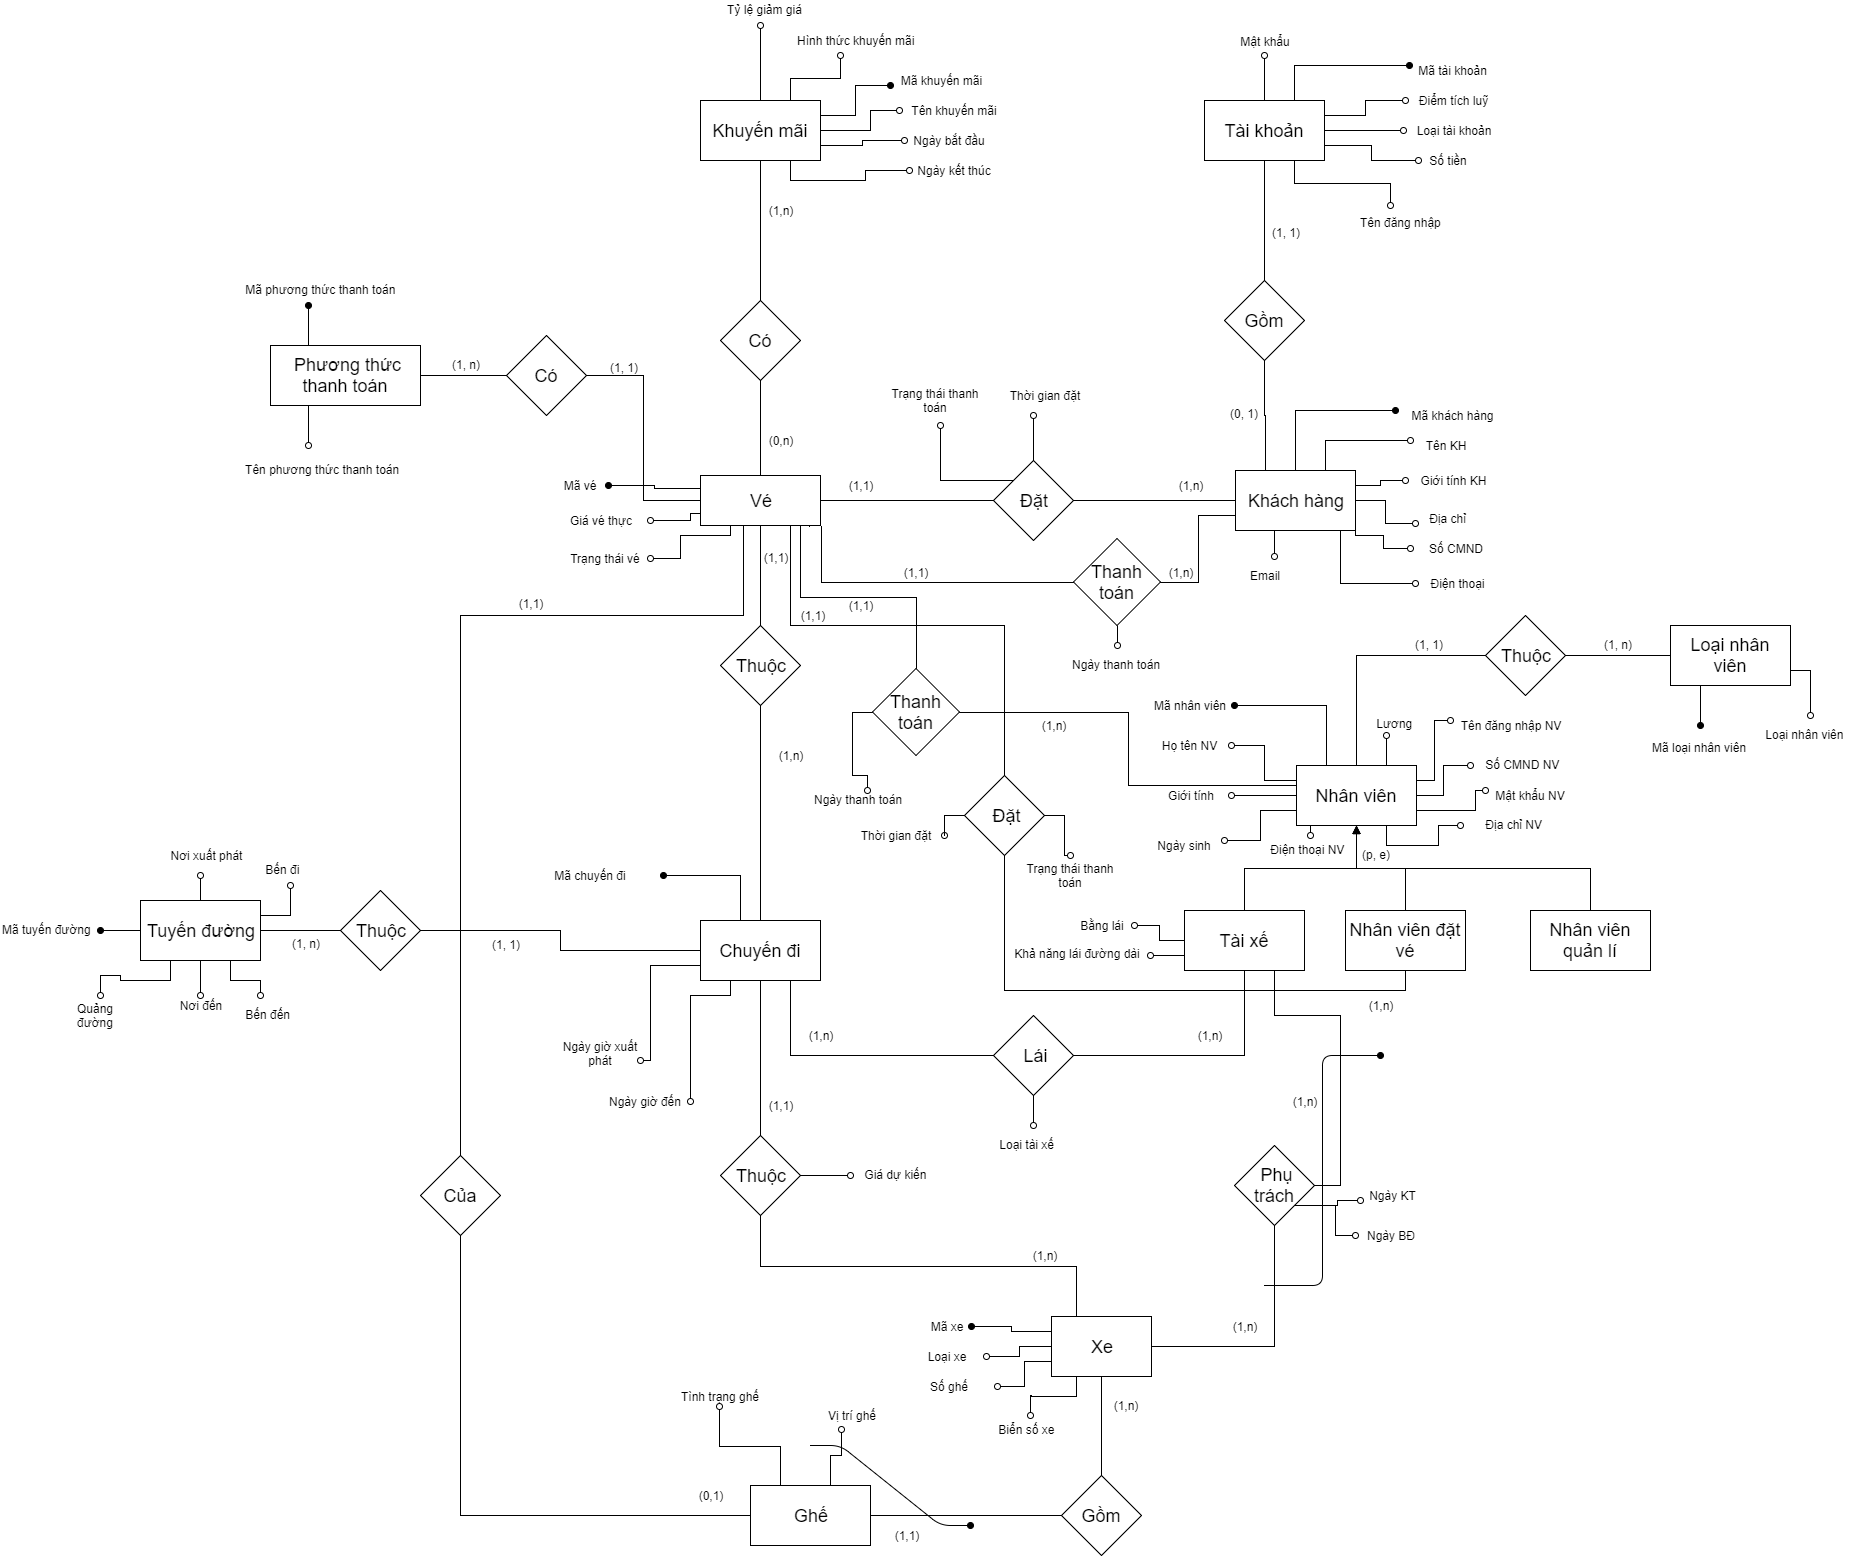 Tỷ lệ giảm giá
Hình thức khuyến mãi
Mã khuyến mãi
Tên khuyến mãi
Ngày bắt đầu
Ngày kết thúc
Khuyến mãi
(1,n)
Mật khẩu
Mã tài khoản
Điểm tích luỹ
Loại tài khoản
Số tiền
Tên đăng nhập
Tài khoản
(1, 1)
Gồm
(0, 1)
Mã phương thức thanh toán
Phương thức
thanh toán
Tên phương thức thanh toán
(1, n)
Có
(1, 1)
Có
(0,n)
Trạng thái thanh
toán
Thời gian đặt
Mã khách hàng
Tên KH
Giới tính KH
Địa chỉ
Số CMND
Điện thoại
Email
Khách hàng
Mã vé
Giá vé thực
Trạng thái vé
Vé
(1,1)
Đặt
(1,n)
(1,1)
Thanh
toán
(1,n)
Ngày thanh toán
(1,1)
(1,1)
(1,1)
(1,1)
Thuộc
(1,n)
Thanh
toán
(1,n)
Ngày thanh toán
Thời gian đặt
Đặt
Trạng thái thanh
toán
(1, 1)
Thuộc
(1, n)
Loại nhân
viên
Mã loại nhân viên
Loại nhân viên
Mã nhân viên
Họ tên NV
Giới tính
Ngày sinh
Điện thoại NV
Lương
Tên đăng nhập NV
Số CMND NV
Mật khẩu NV
Địa chỉ NV
Nhân viên
(p, e)
Nơi xuất phát
Bến đi
Mã tuyến đường
Tuyến đường
Quảng
đường
Nơi đến
Bến đến
(1, n)
Thuộc
(1, 1)
Mã chuyến đi
Chuyến đi
Ngày giờ xuất
phát
Ngày giờ đến
Bằng lái
Khả năng lái đường dài
Tài xế
Nhân viên đặt
vé
Nhân viên
quản lí
(1,n)
(1,n)
Lái
(1,n)
Loại tài xế
(1,n)
(1,1)
Thuộc
Giá dự kiến
(1,n)
Của
Phụ
trách
Ngày KT
Ngày BĐ
(1,n)
Mã xe
Loại xe
Số ghế
Biển số xe
Xe
(1,n)
Tình trạng ghế
Vị trí ghế
(0,1)
Ghế
(1,1)
Gồm